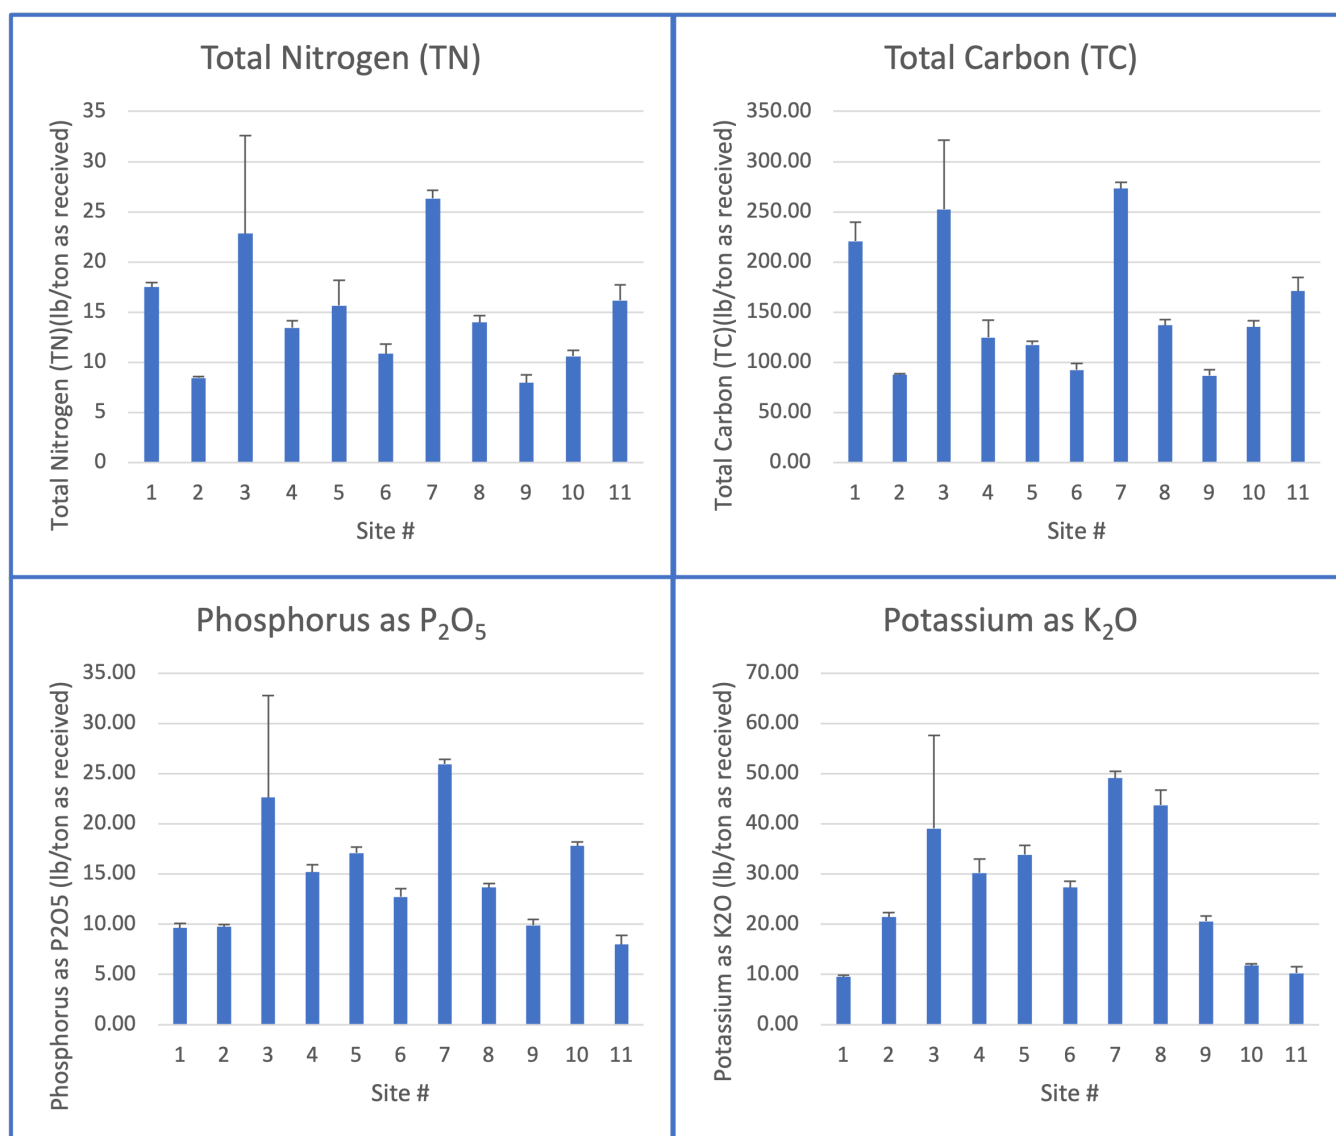 Total Nitrogen (TN)
Total Nitrogen (TN)(lb/ton as received)
35
30
25
20
15
10
5
0
1 2 3 4 5 6 7 8 9 10 11
Site #
Total Carbon (TC)
Total Carbon (TC)(lb/ton as received)
350.00
300.00
250.00
200.00
150.00
100.00
50.00
0.00
1 2 3 4 5 6 7 8 9 10 11
Site #
Phosphorus as P₂O₅
Phosphorus as P2O5 (lb/ton as received)
35.00
30.00
25.00
20.00
15.00
10.00
5.00
0.00
1 2 3 4 5 6 7 8 9 10 11
Site #
Potassium as K₂O
Potassium as K2O (lb/ton as received)
70.00
60.00
50.00
40.00
30.00
20.00
10.00
0.00
1 2 3 4 5 6 7 8 9 10 11
Site #